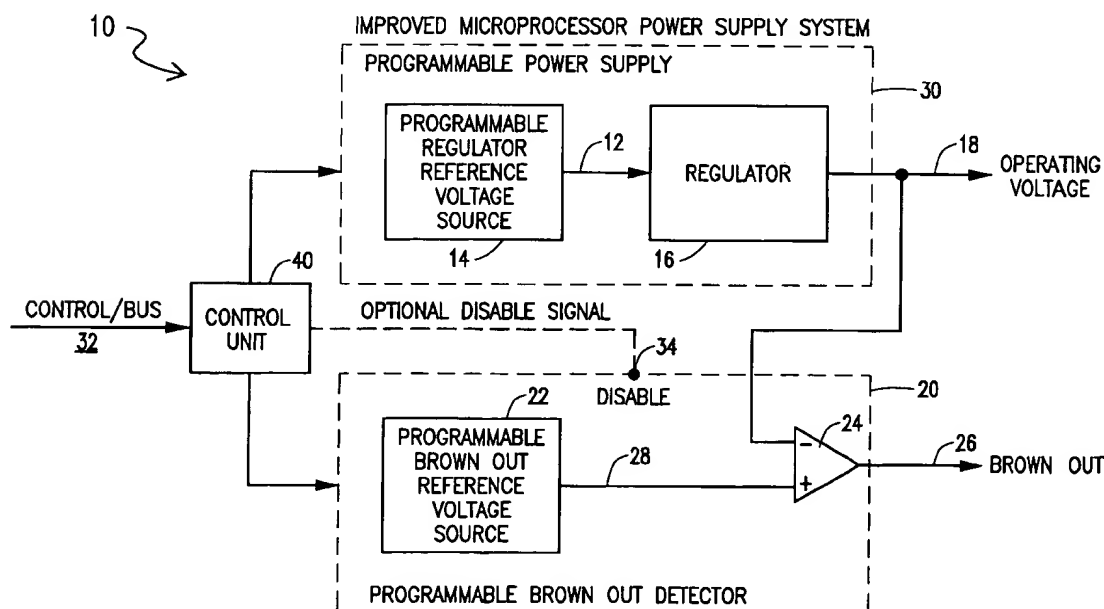 10
IMPROVED MICROPROCESSOR POWER SUPPLY SYSTEM
PROGRAMMABLE POWER SUPPLY
30
PROGRAMMABLE
REGULATOR
REFERENCE
VOLTAGE
SOURCE
12
REGULATOR
18
OPERATING
VOLTAGE
14
16
40
CONTROL/BUS
32
CONTROL
UNIT
OPTIONAL DISABLE SIGNAL
34
DISABLE
20
22
PROGRAMMABLE
BROWN OUT
REFERENCE
VOLTAGE
SOURCE
28
24
-
+
26
BROWN OUT
PROGRAMMABLE BROWN OUT DETECTOR